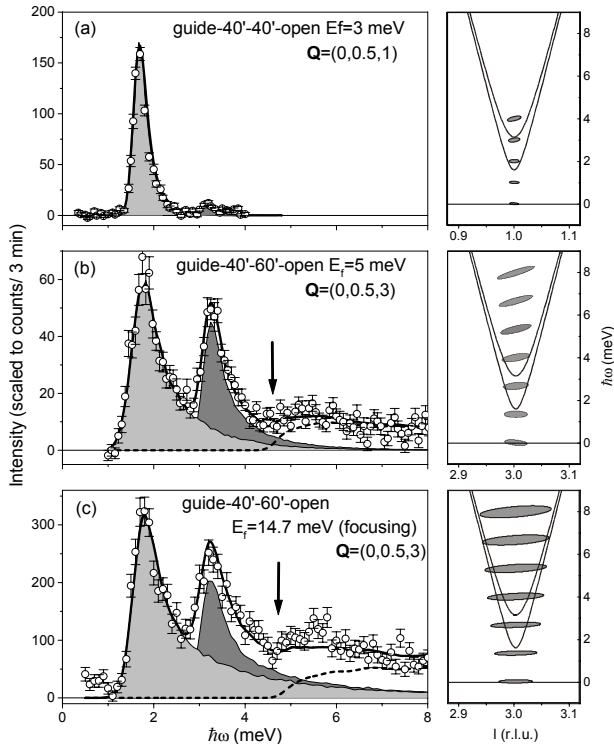 (a) guide-40'-40'-open Ef=3 meV
Q=(0,0.5,1)
200
150
100
50
0
8
6
4
2
0
0.9 1.0 1.1
(b) guide-40'-60'-open E_f=5 meV
Q=(0,0.5,3)
60
40
20
0
8
6
4
2
0
2.9 3.0 3.1
Intensity (scaled to counts/ 3 min)
ħω (meV)
(c) guide-40'-60'-open
E_f=14.7 meV (focusing)
Q=(0,0.5,3)
300
200
100
0
0 2 4 6 8
ħω (meV)
8
6
4
2
0
2.9 3.0 3.1
l (r.l.u.)